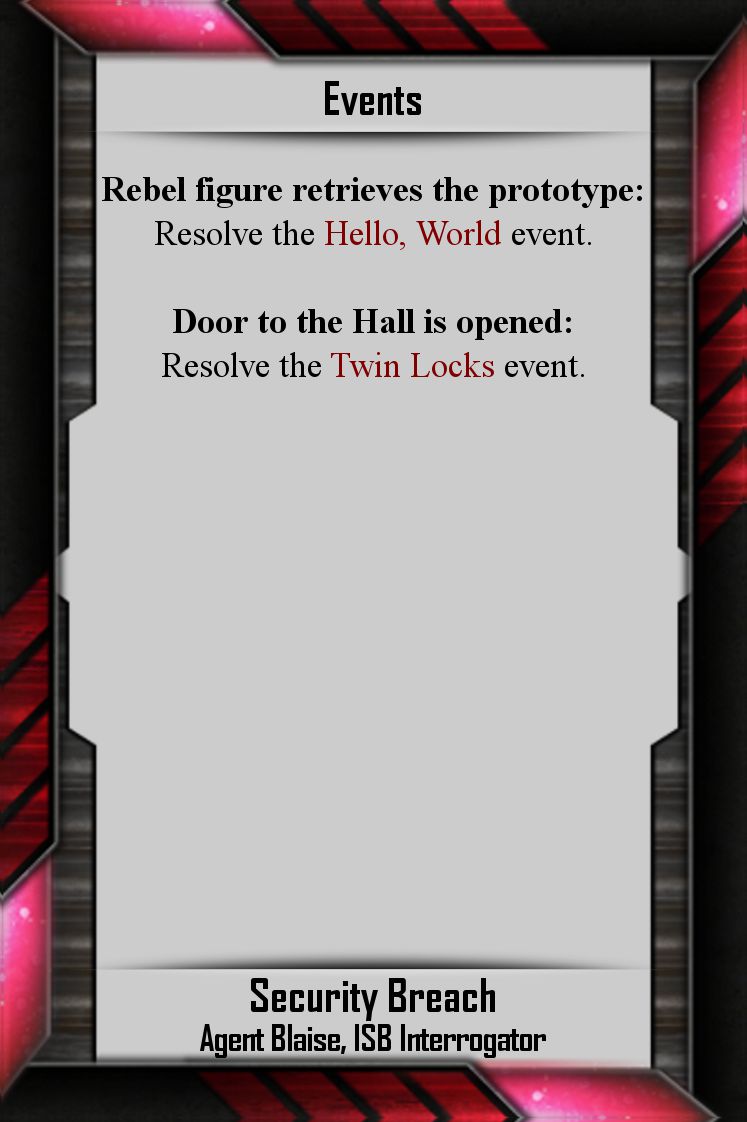 Events
Rebel figure retrieves the prototype:
Resolve the Hello, World event.
Door to the Hall is opened:
Resolve the Twin Locks event.
Security Breach
Agent Blaise, ISB Interrogator